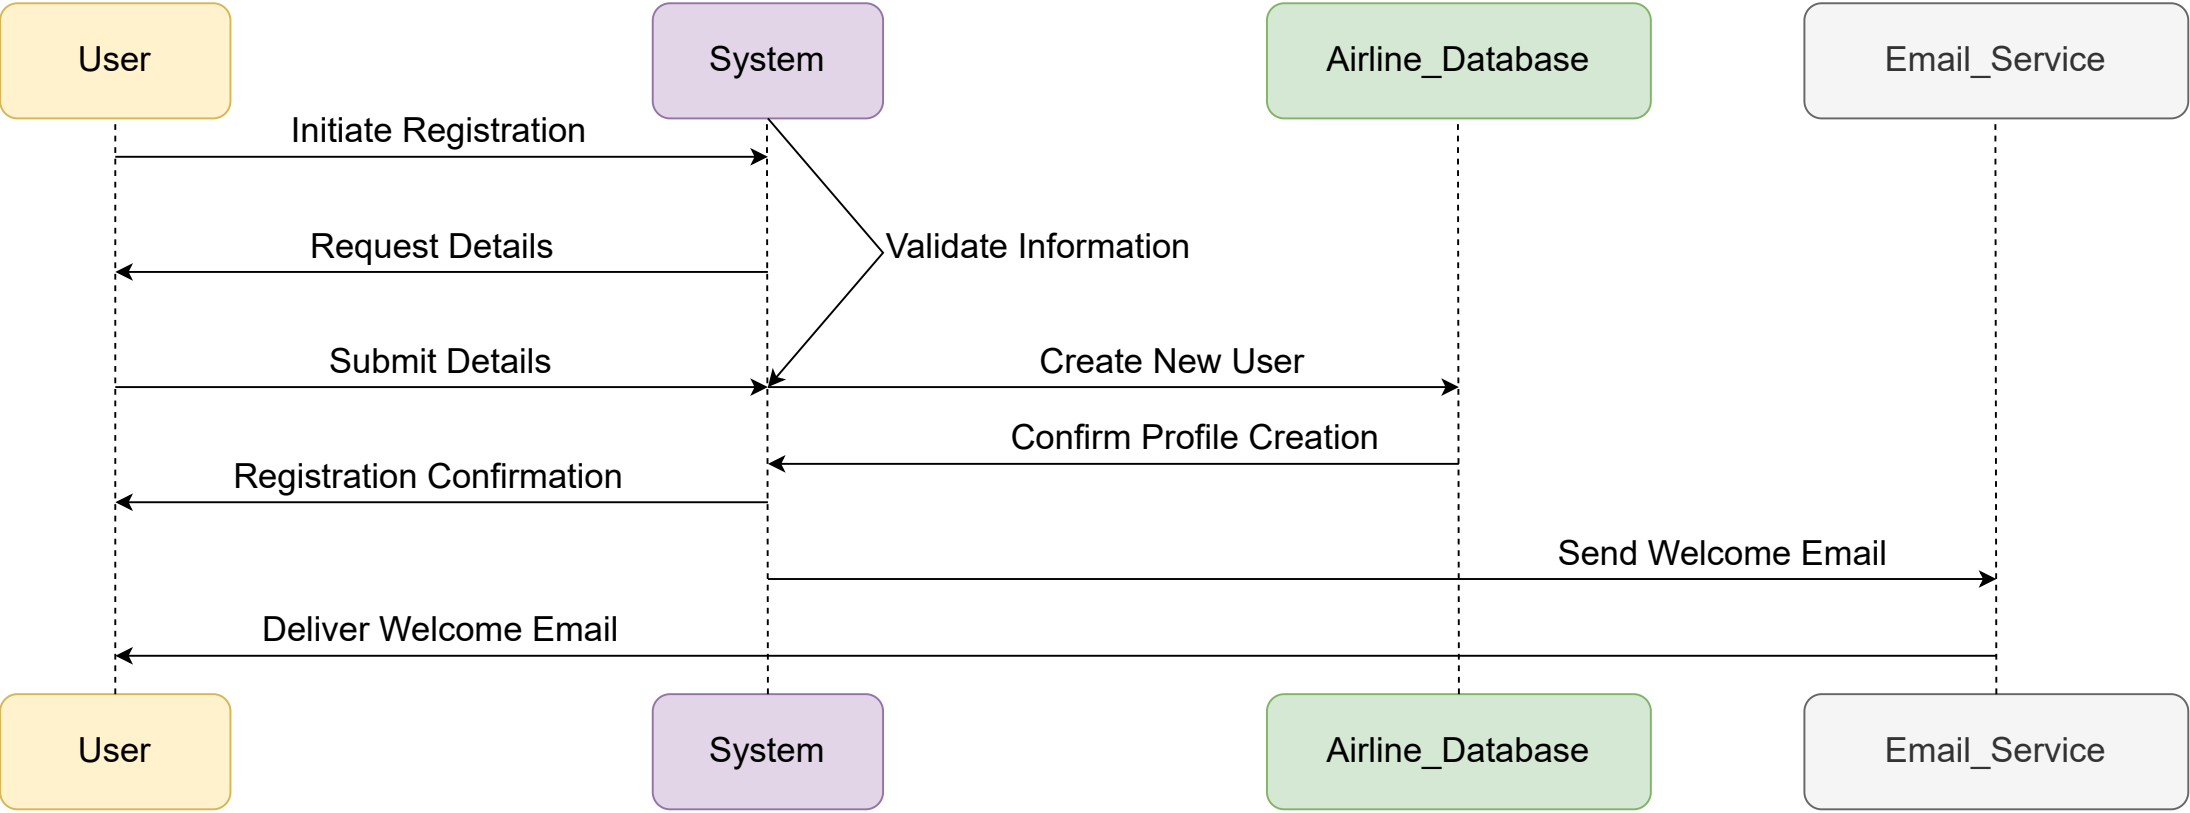 User
System
Airline_Database
Email_Service
Initiate Registration
Request Details
Validate Information
Submit Details
Create New User
Confirm Profile Creation
Registration Confirmation
Send Welcome Email
Deliver Welcome Email
User
System
Airline_Database
Email_Service